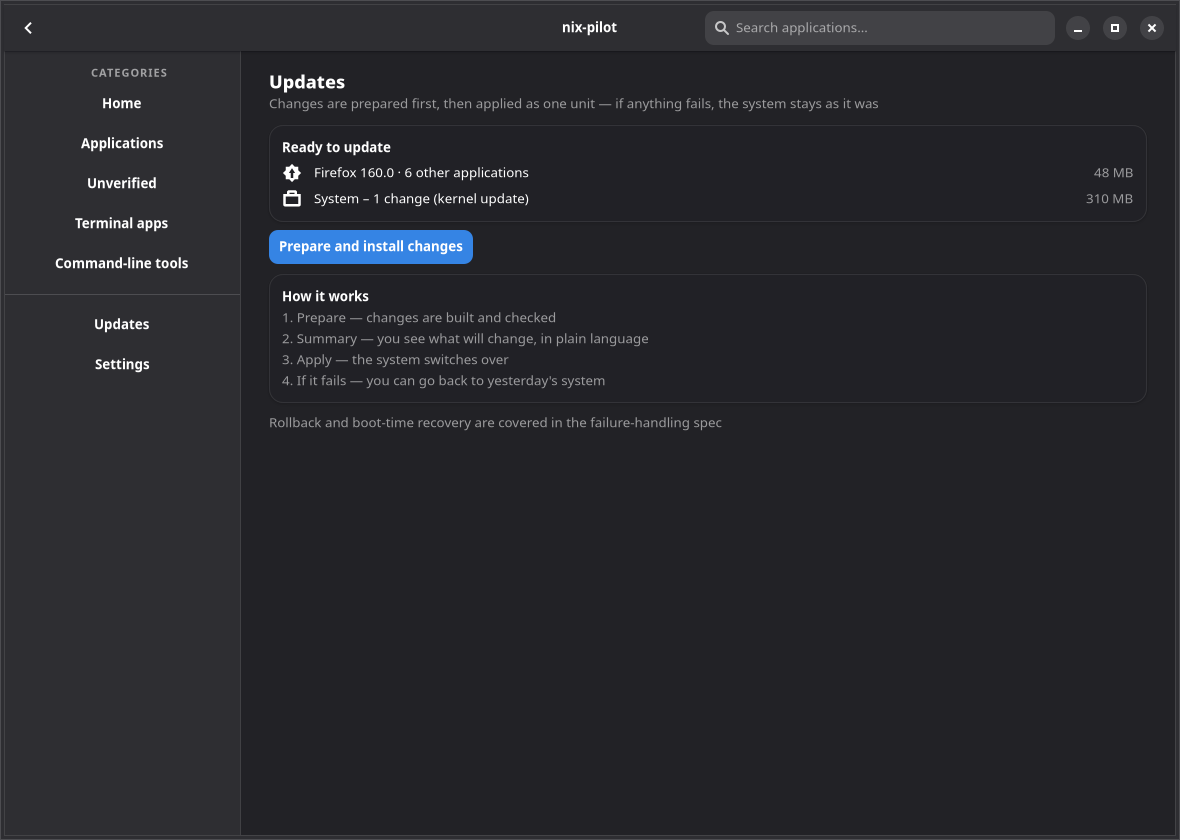 nix-pilot
Search applications...
CATEGORIES
Home
Applications
Unverified
Terminal apps
Command-line tools
Updates
Settings
Updates
Changes are prepared first, then applied as one unit — if anything fails, the system stays as it was
Ready to update
Firefox 160.0 · 6 other applications 48 MB
System – 1 change (kernel update) 310 MB
Prepare and install changes
How it works
1. Prepare — changes are built and checked
2. Summary — you see what will change, in plain language
3. Apply — the system switches over
4. If it fails — you can go back to yesterday's system
Rollback and boot-time recovery are covered in the failure-handling spec